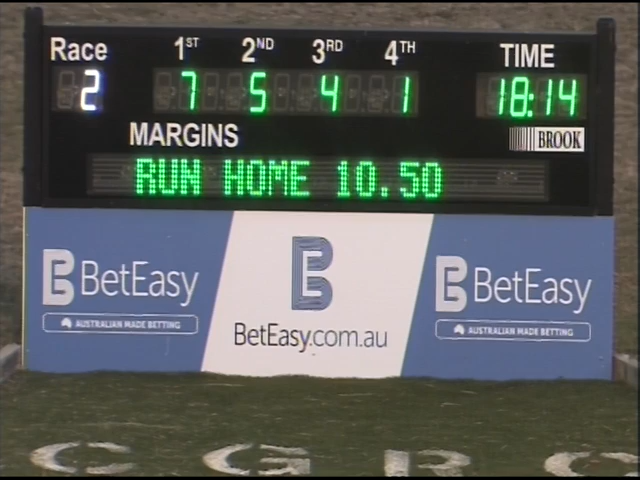 Race 1ST 2ND 3RD 4TH TIME
2 7 5 4 1 18:14
MARGINS BROOK
RUN HOME 10.50
B BetEasy
AUSTRALIAN MADE BETTING
B
BetEasy.com.au
B BetEasy
AUSTRALIAN MADE BETTING
C G R C